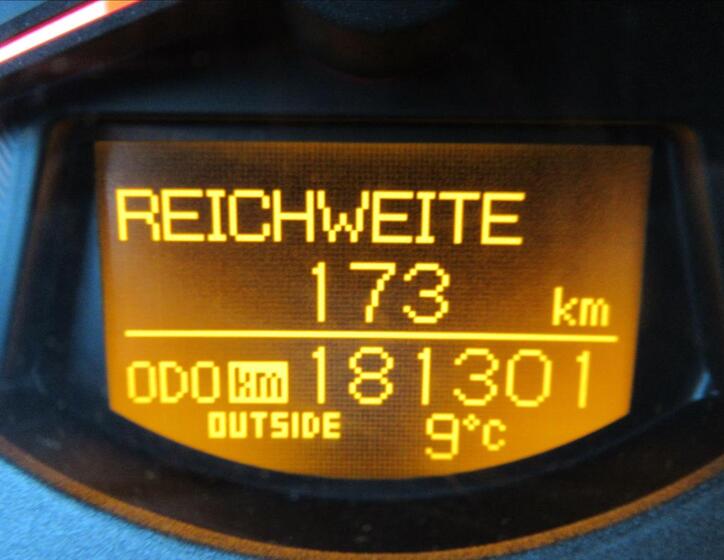 REICHWEITE
173 km
ODO km 181301
OUTSIDE 9°C